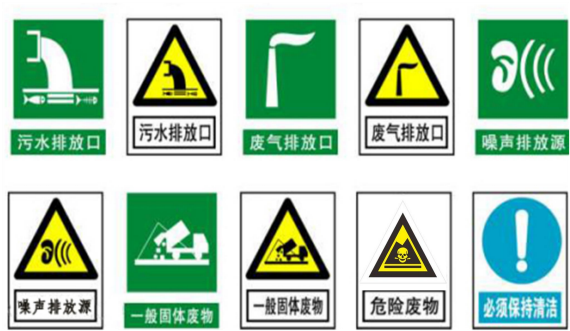 污水排放口
污水排放口
废气排放口
废气排放口
噪声排放源
噪声排放源
一般固体废物
一般固体废物
危险废物
必须保持清洁